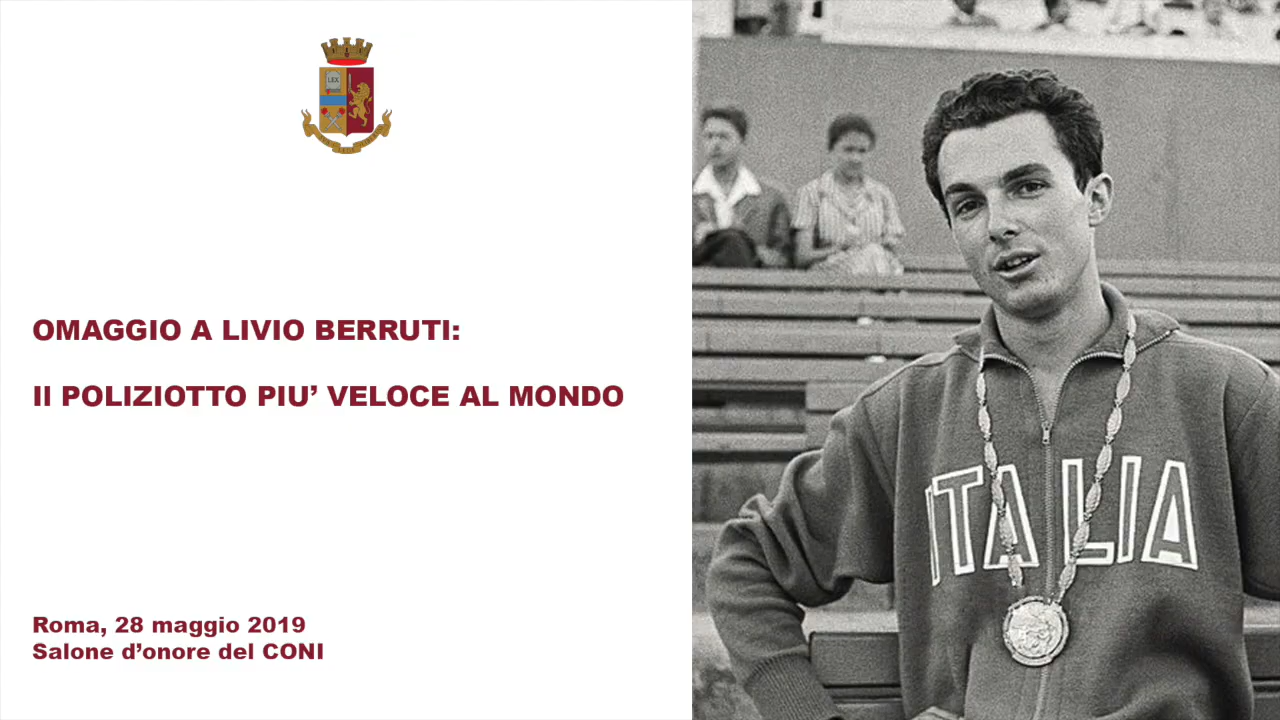 LEX
OMAGGIO A LIVIO BERRUTI:
Il POLIZIOTTO PIU’ VELOCE AL MONDO
Roma, 28 maggio 2019
Salone d’onore del CONI
ITALIA